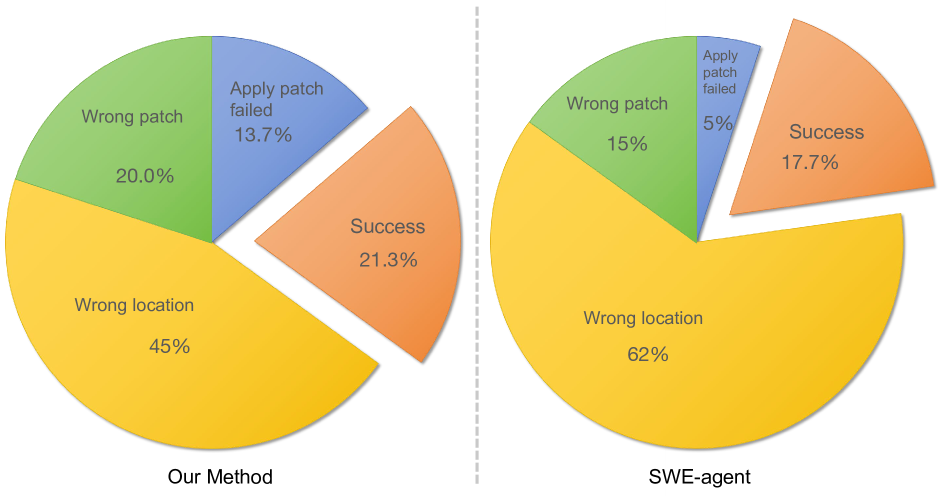 Apply patch
failed
13.7%
Wrong patch
20.0%
Success
21.3%
Wrong location
45%
Our Method
Apply
patch
failed
5%
Wrong patch
15%
Success
17.7%
Wrong location
62%
SWE-agent